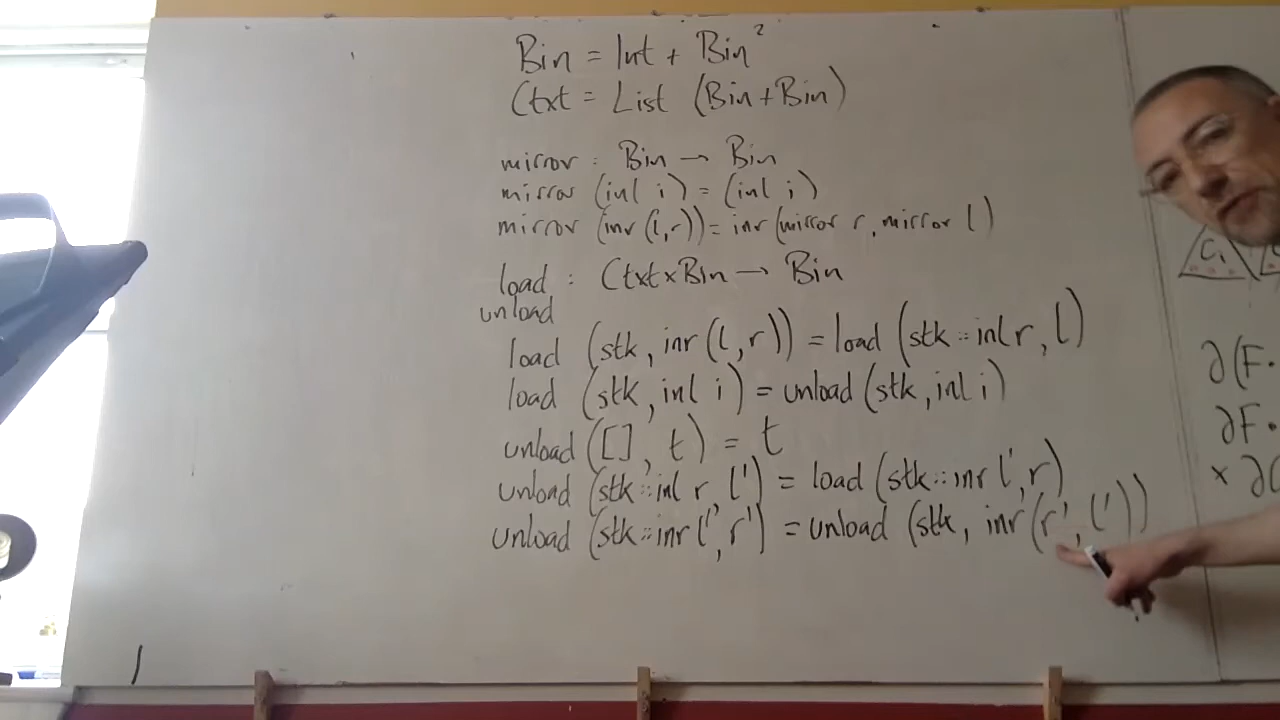 Bin = Int + Bin²
Ctxt = List (Bin+Bin)
mirror : Bin → Bin
mirror (inl i) = (inl i)
mirror (inr (l,r)) = inr (mirror r, mirror l)
load : Ctxt×Bin → Bin
unload
load (stk, inr (l, r)) = load (stk :: inl r, l)
load (stk, inl i) = unload (stk, inl i)
unload ([], t) = t
unload (stk :: inl r, l') = load (stk :: inr l', r)
unload (stk :: inr l', r') = unload (stk, inr (r', l'))
C₁
∂(F·
∂F·
× ∂(